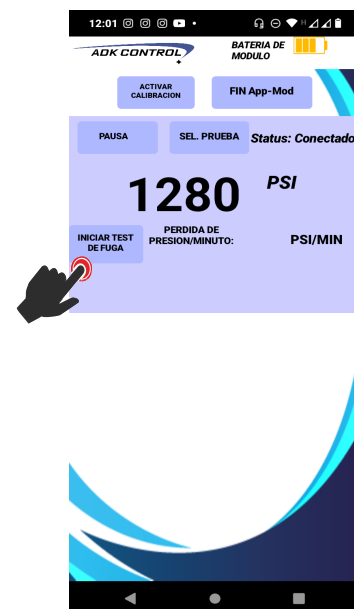 12:01
H
ADK CONTROL
BATERIA DE
MODULO
ACTIVAR
CALIBRACION
FIN App-Mod
PAUSA
SEL. PRUEBA
Status: Conectado
1280
PSI
INICIAR TEST
DE FUGA
PERDIDA DE
PRESION/MINUTO:
PSI/MIN